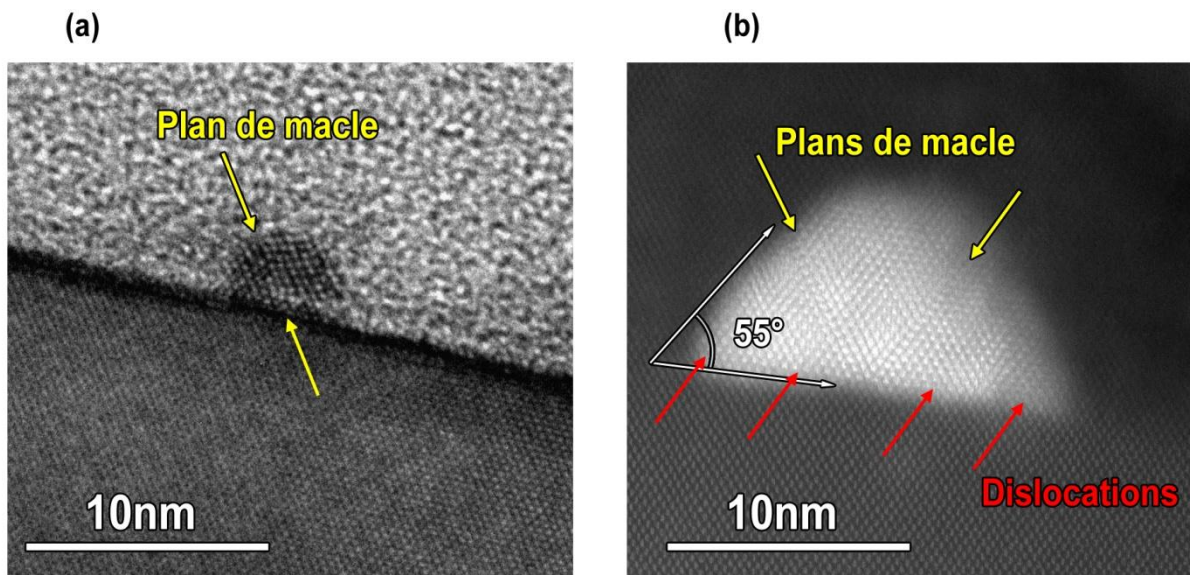 (a)
(b)
Plan de macle
10nm
Plans de macle
55°
Dislocations
10nm